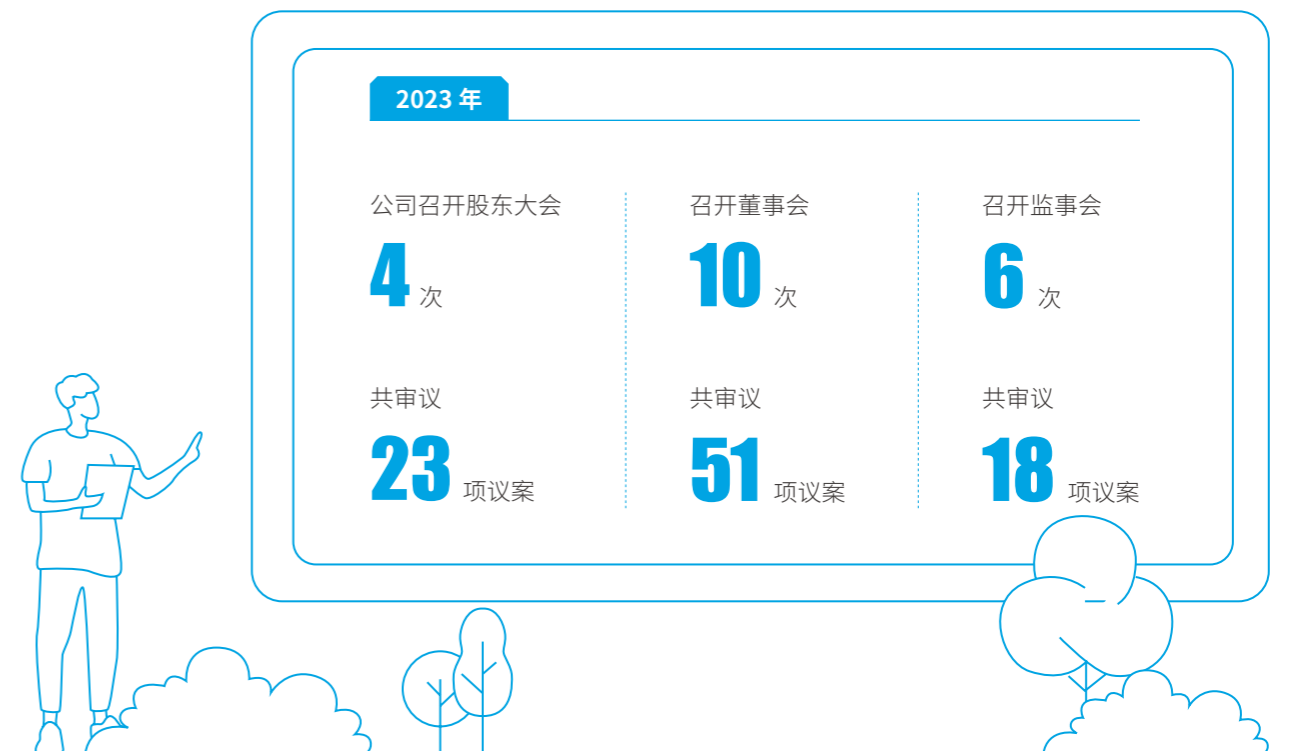 2023 年
公司召开股东大会
4 次
共审议
23 项议案
召开董事会
10 次
共审议
51 项议案
召开监事会
6 次
共审议
18 项议案